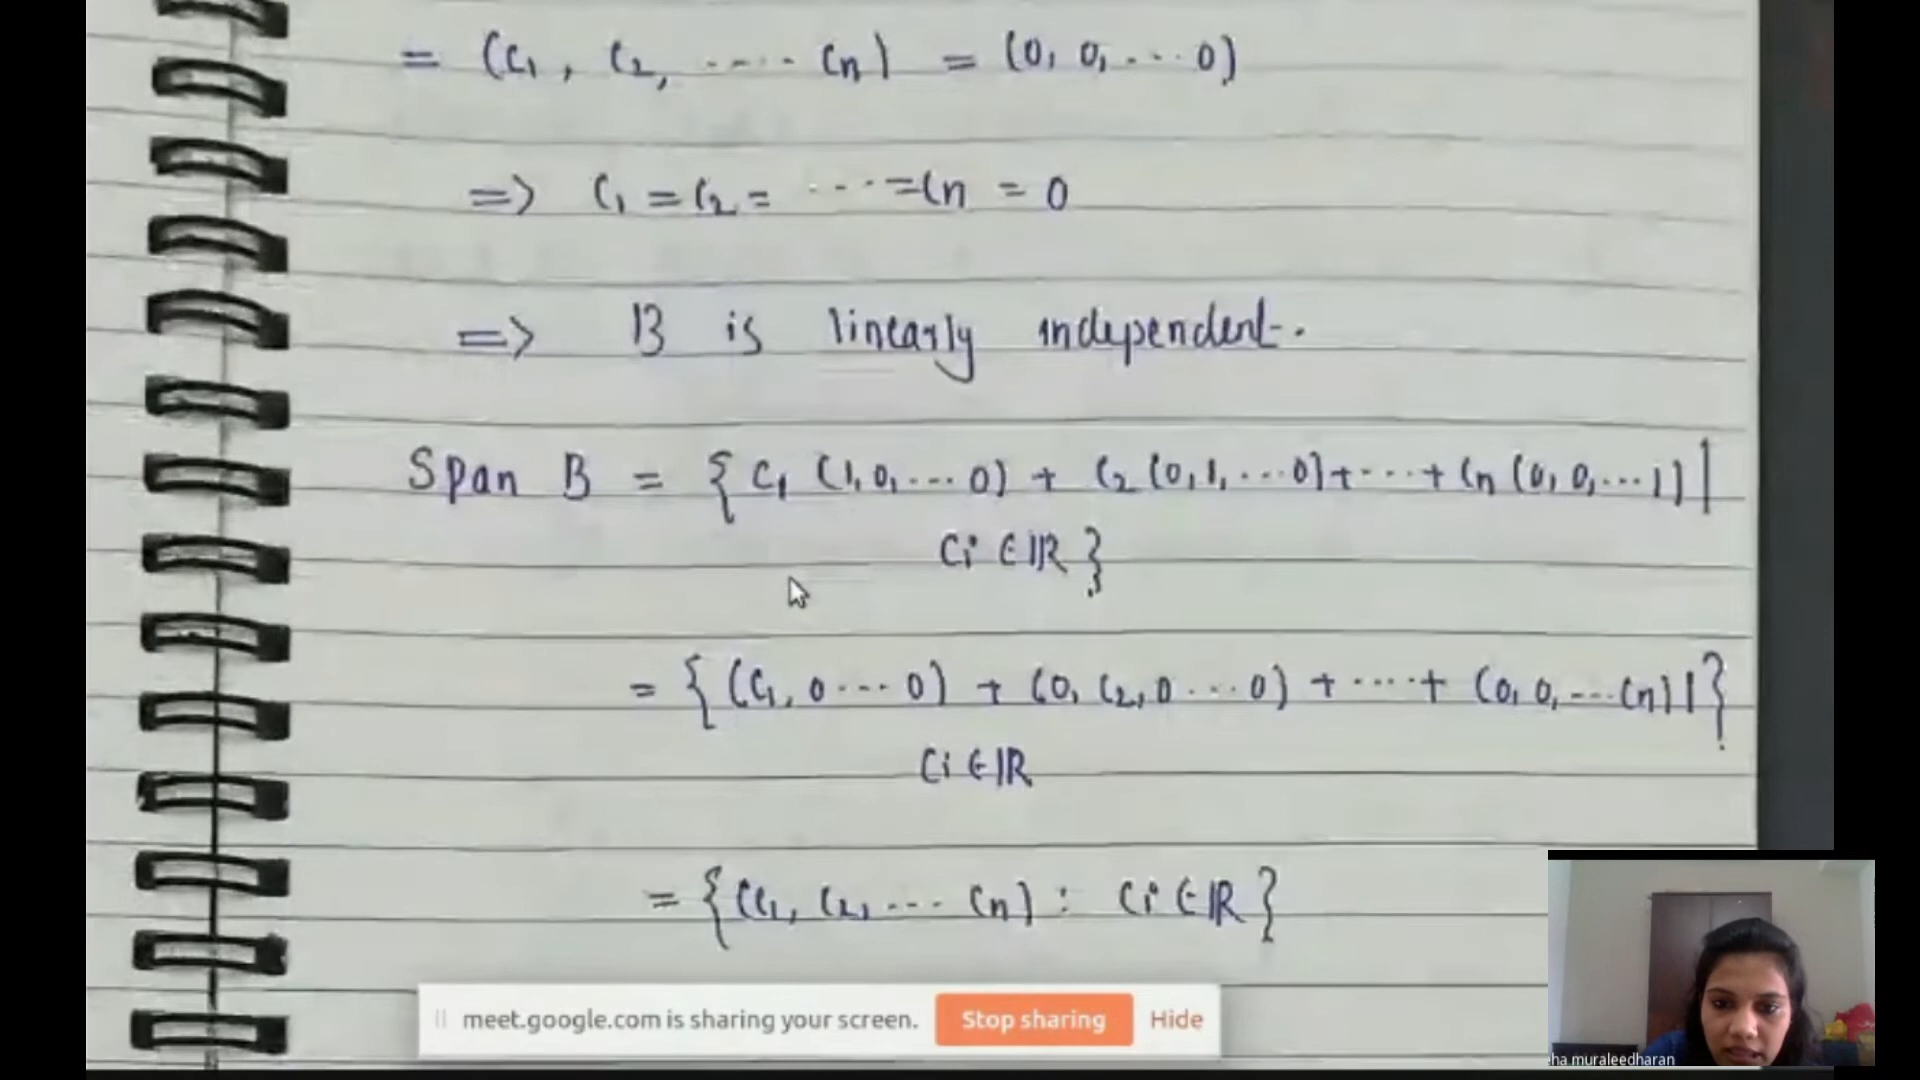 = (C₁, C₂, ---- Cn) = (0, 0, ... 0)
=> C₁ = C₂ = ---- = Cn = 0
=> B is linearly independent.
Span B = { C₁ (1, 0, ... 0) + C₂ (0, 1, ... 0) + ... + Cn (0, 0, ... 1) |
Ci ∈ ℝ }
= { (C₁, 0 ... 0) + (0, C₂, 0 ... 0) + ... + (0, 0, ... Cn) | }
Ci ∈ ℝ
= { (C₁, C₂, ... Cn) : Ci ∈ ℝ }
meet.google.com is sharing your screen. Stop sharing Hide
muraleedharan